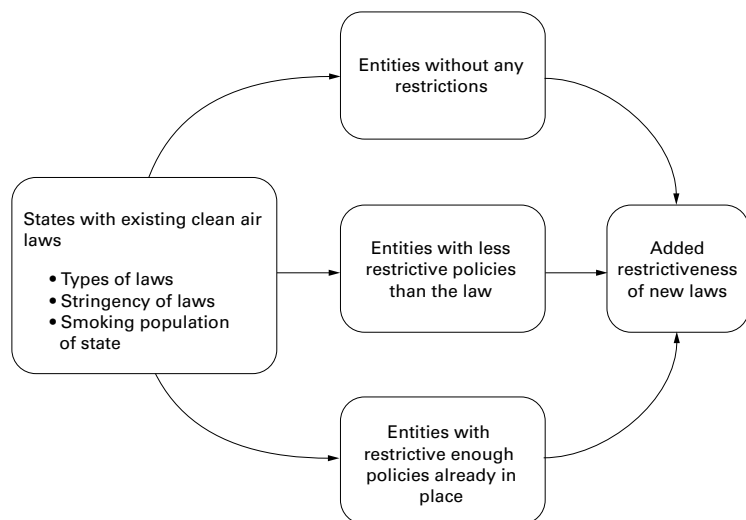 Entities without any
restrictions
States with existing clean air
laws
• Types of laws
• Stringency of laws
• Smoking population
of state
Entities with less
restrictive policies
than the law
Added
restrictiveness
of new laws
Entities with
restrictive enough
policies already in
place